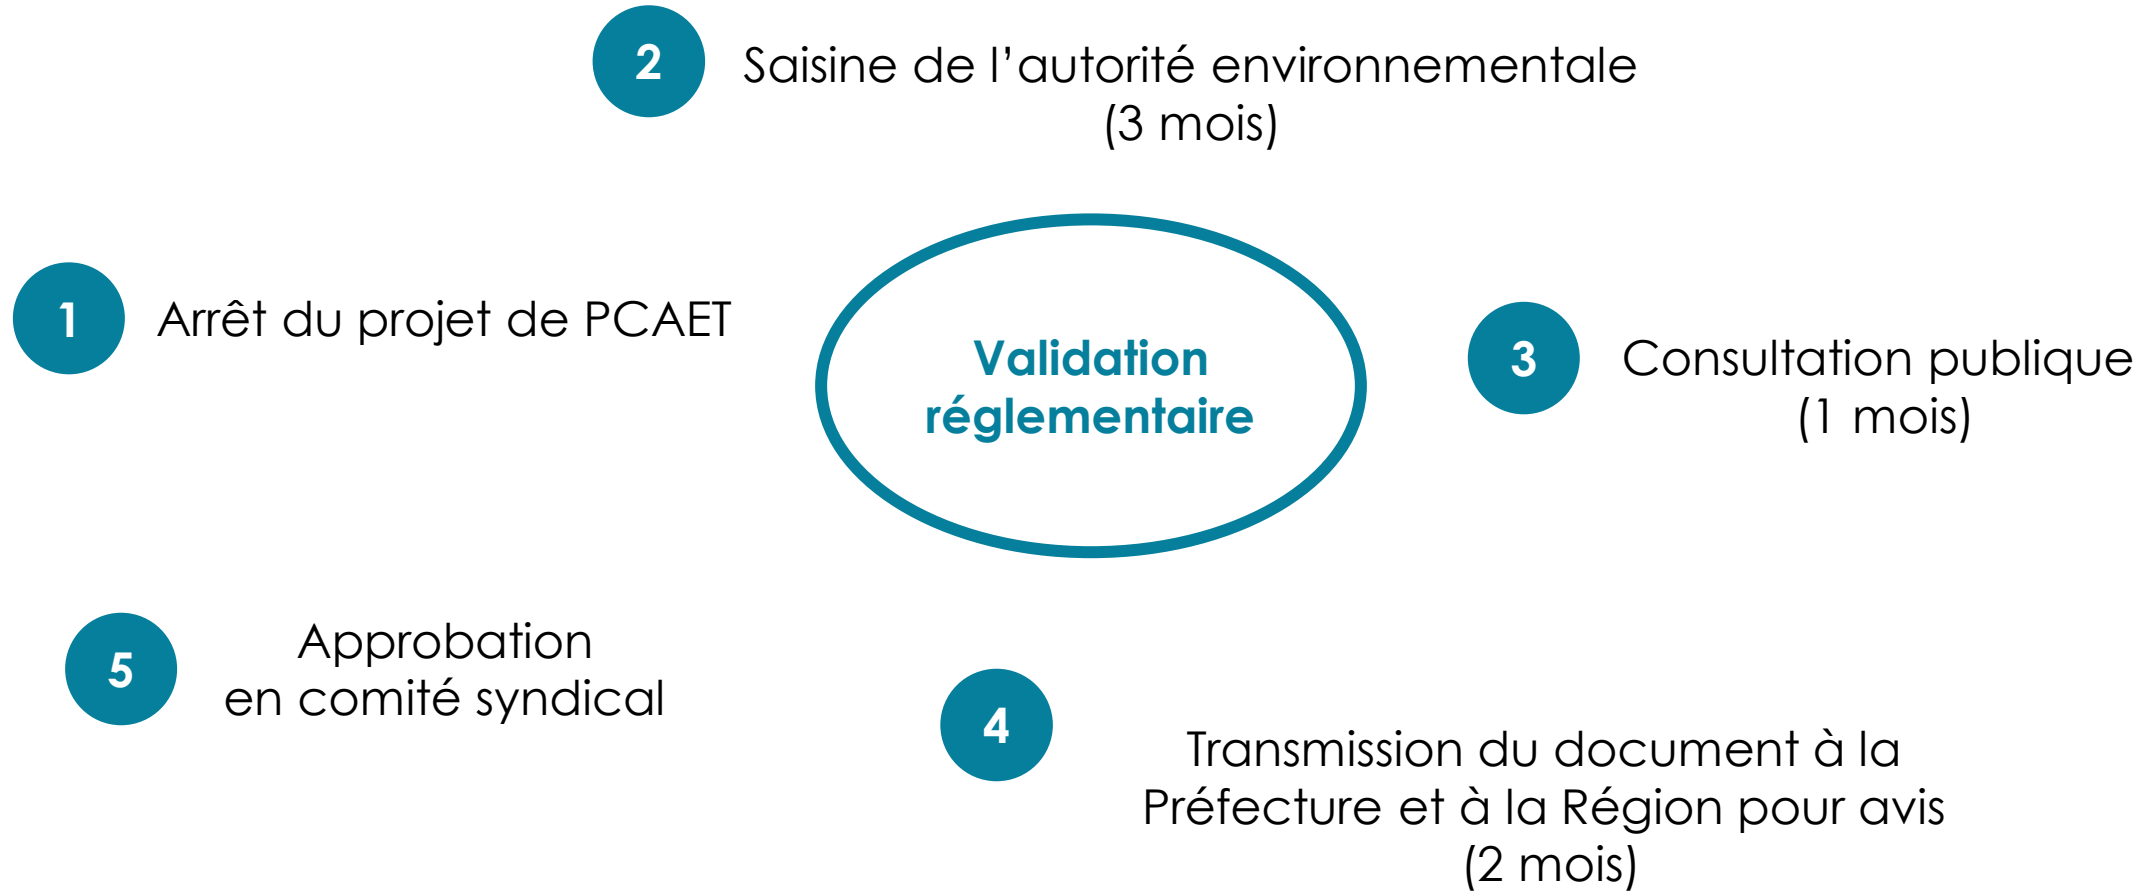 1
Arrêt du projet de PCAET
2
Saisine de l’autorité environnementale
(3 mois)
Validation
réglementaire
3
Consultation publique
(1 mois)
4
Transmission du document à la
Préfecture et à la Région pour avis
(2 mois)
5
Approbation
en comité syndical